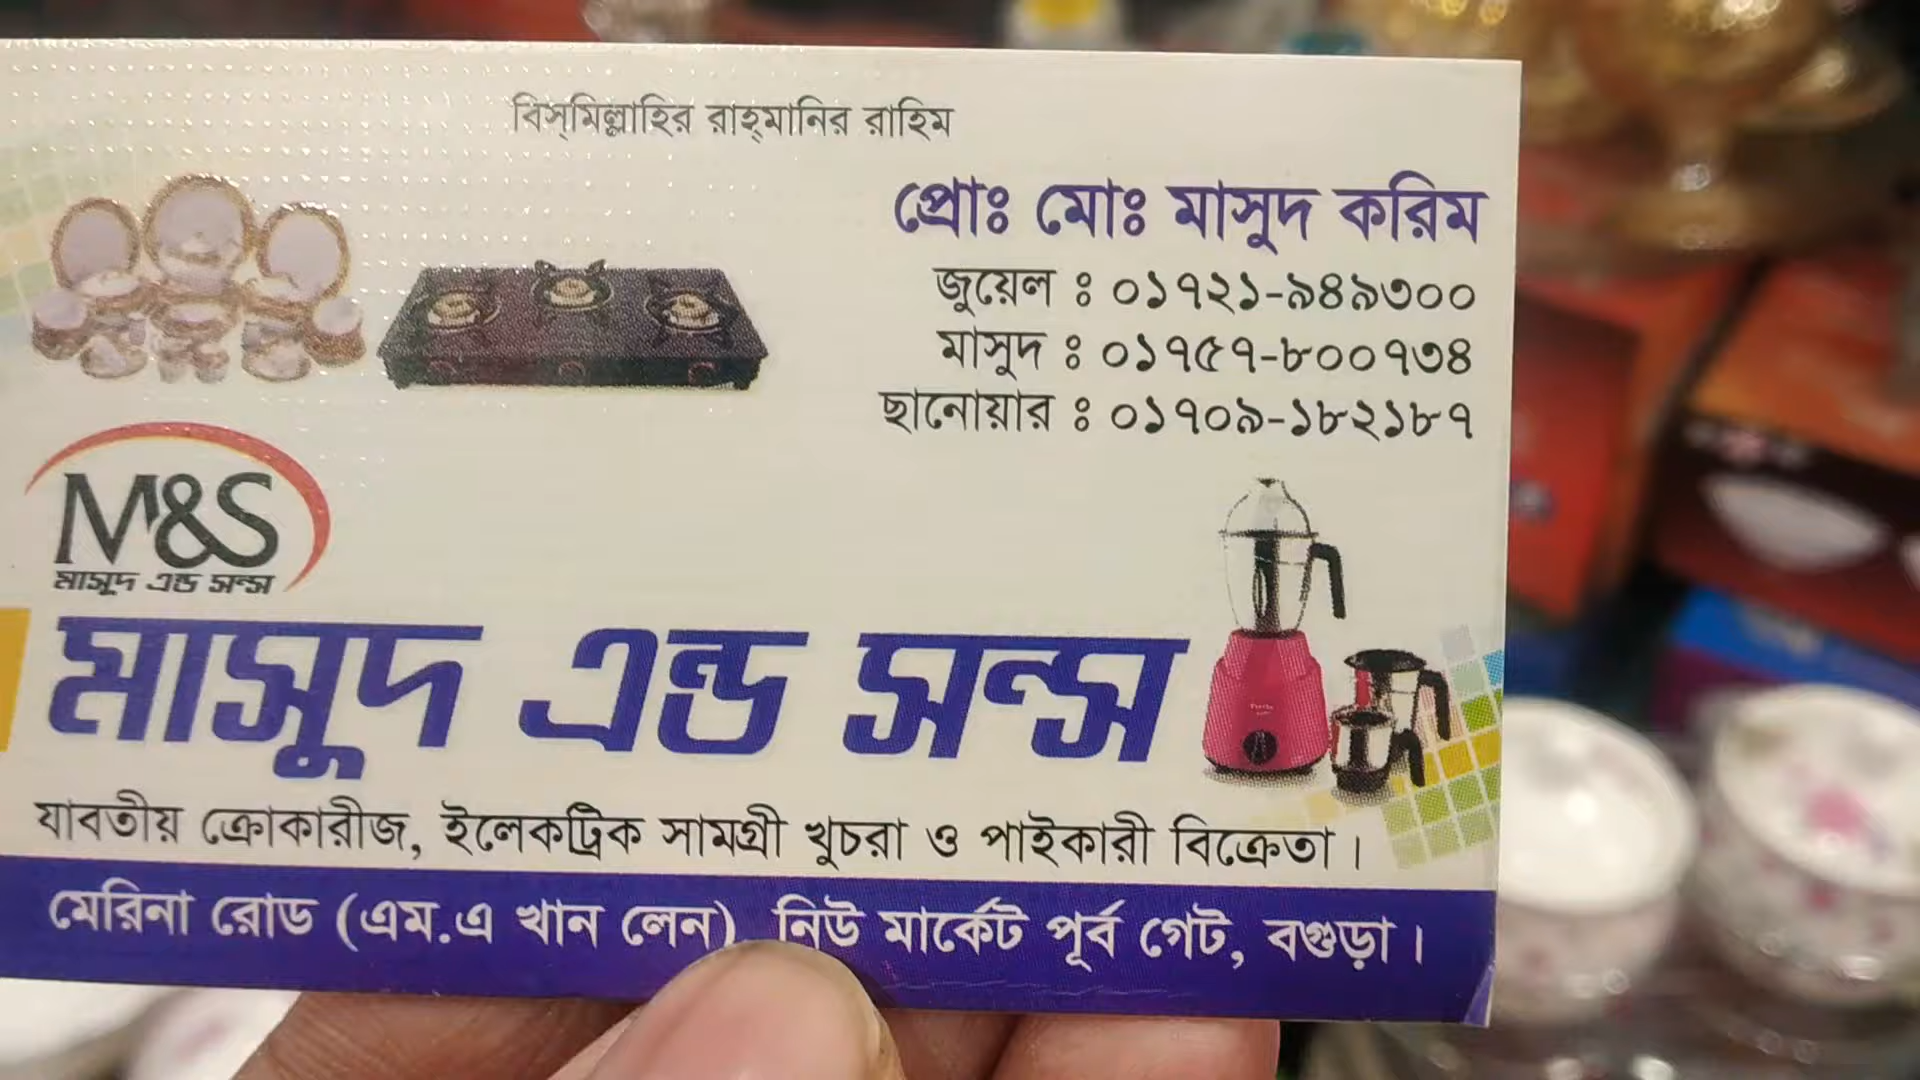 বিস্‌মিল্লাহির রাহ্‌মানির রাহিম
প্রোঃ মোঃ মাসুদ করিম
জুয়েল ঃ ০১৭২১-৯৪৯৩০০
মাসুদ ঃ ০১৭৫৭-৮০০৭৩৪
ছানোয়ার ঃ ০১৭০৯-১৮২১৮৭
M&S
মাসুদ এন্ড সন্স
মাসুদ এন্ড সন্স
যাবতীয় ক্রোকারীজ, ইলেকট্রিক সামগ্রী খুচরা ও পাইকারী বিক্রেতা।
মেরিনা রোড (এম.এ খান লেন) নিউ মার্কেট পূর্ব গেট, বগুড়া।